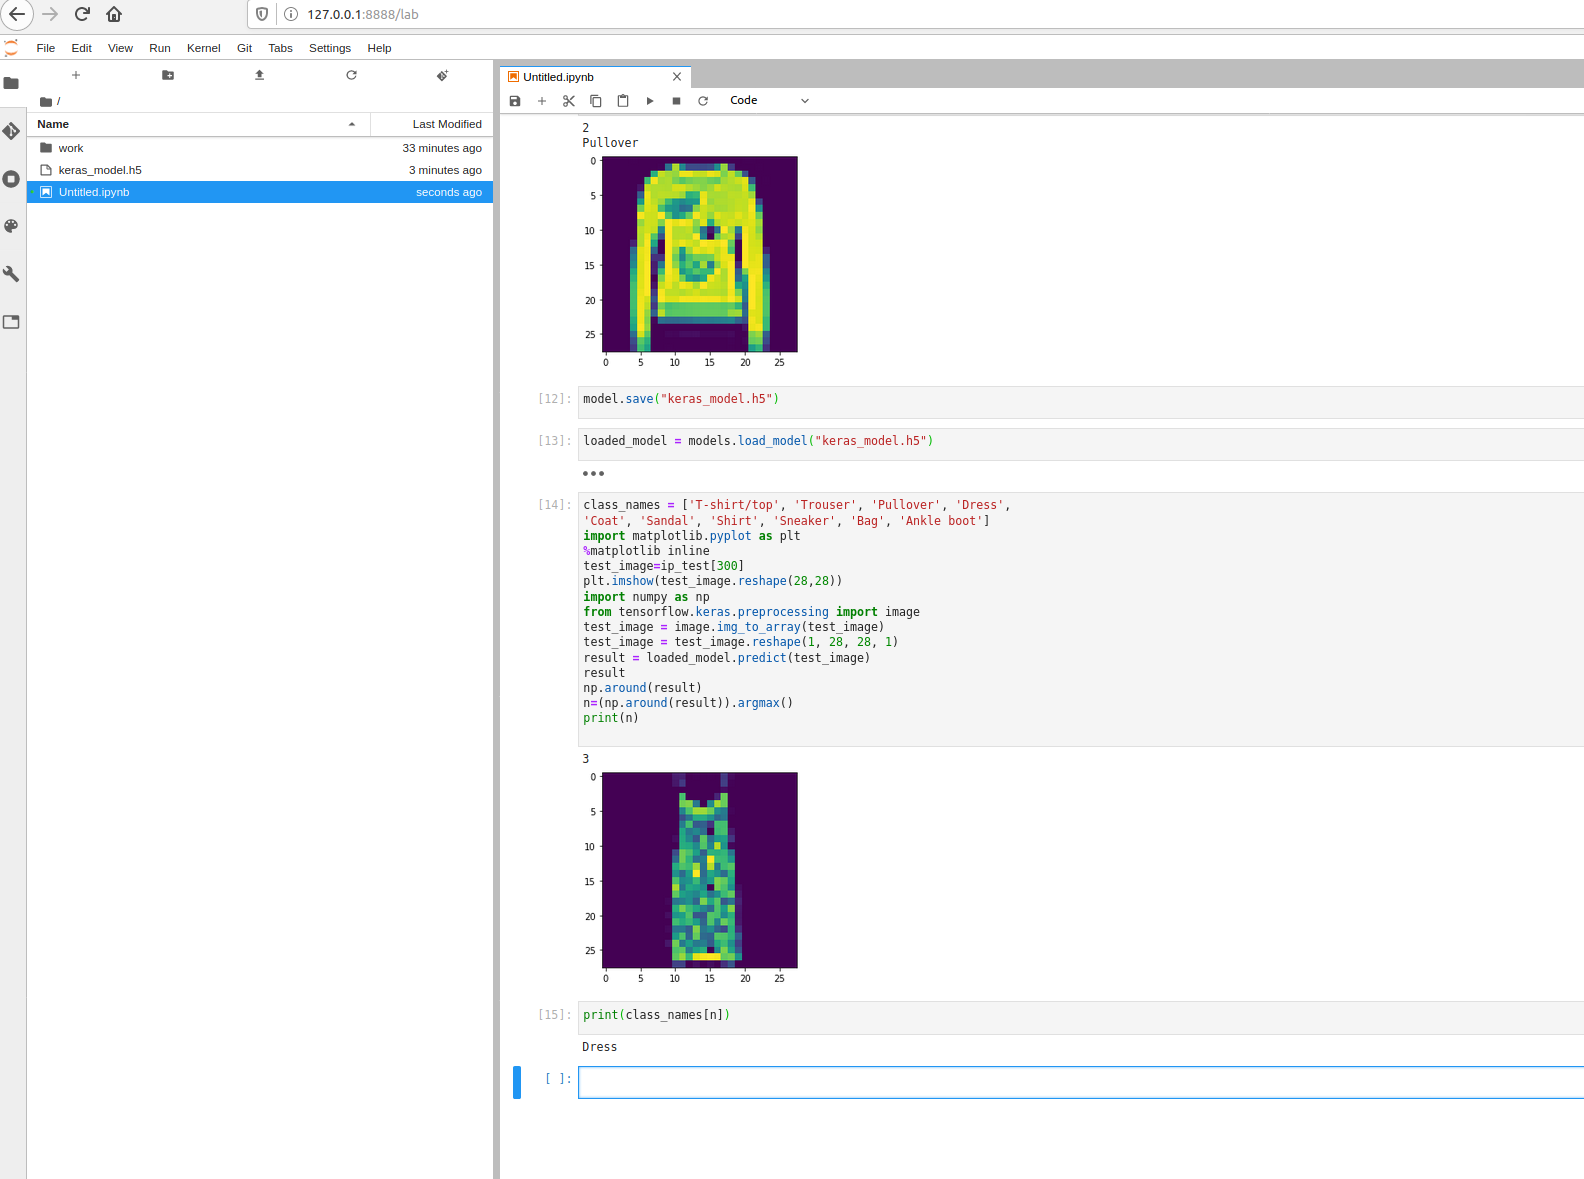 127.0.0.1:8888/lab
File Edit View Run Kernel Git Tabs Settings Help
/
Name Last Modified
work 33 minutes ago
keras_model.h5 3 minutes ago
Untitled.ipynb seconds ago
Untitled.ipynb
Code
2
Pullover
0
5
10
15
20
25
0 5 10 15 20 25
[12]: model.save("keras_model.h5")
[13]: loaded_model = models.load_model("keras_model.h5")
[14]: class_names = ['T-shirt/top', 'Trouser', 'Pullover', 'Dress',
'Coat', 'Sandal', 'Shirt', 'Sneaker', 'Bag', 'Ankle boot']
import matplotlib.pyplot as plt
%matplotlib inline
test_image=ip_test[300]
plt.imshow(test_image.reshape(28,28))
import numpy as np
from tensorflow.keras.preprocessing import image
test_image = image.img_to_array(test_image)
test_image = test_image.reshape(1, 28, 28, 1)
result = loaded_model.predict(test_image)
result
np.around(result)
n=(np.around(result)).argmax()
print(n)
3
0
5
10
15
20
25
0 5 10 15 20 25
[15]: print(class_names[n])
Dress
[ ]: